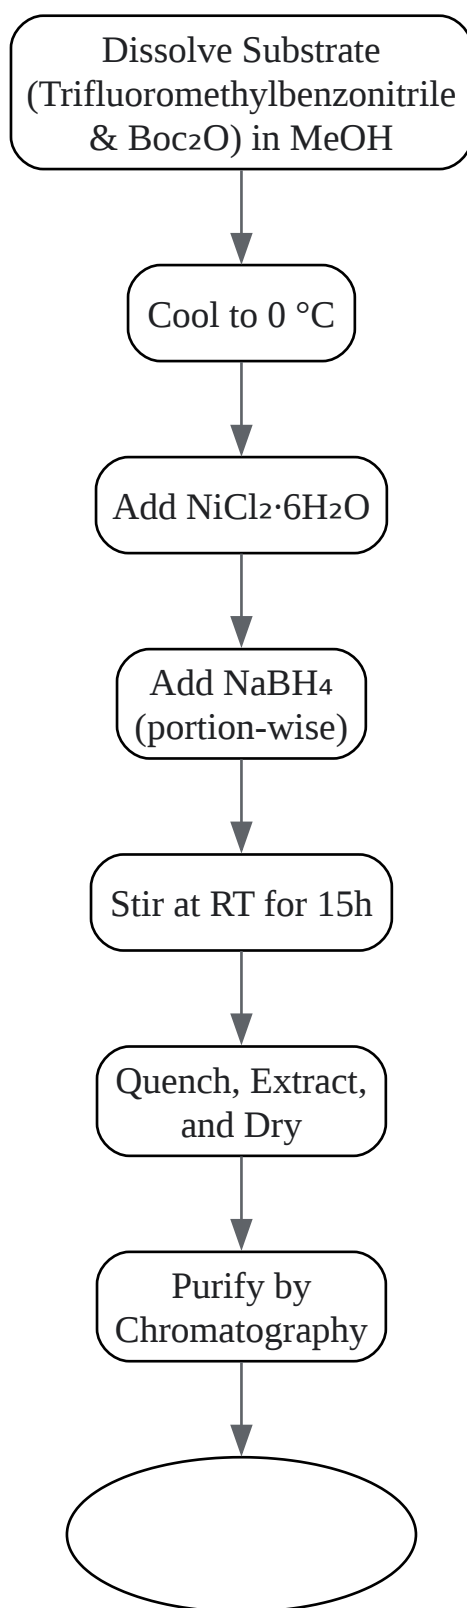 Dissolve Substrate
(Trifluoromethylbenzonitrile
& Boc₂O) in MeOH
Cool to 0 °C
Add NiCl₂·6H₂O
Add NaBH₄
(portion-wise)
Stir at RT for 15h
Quench, Extract,
and Dry
Purify by
Chromatography